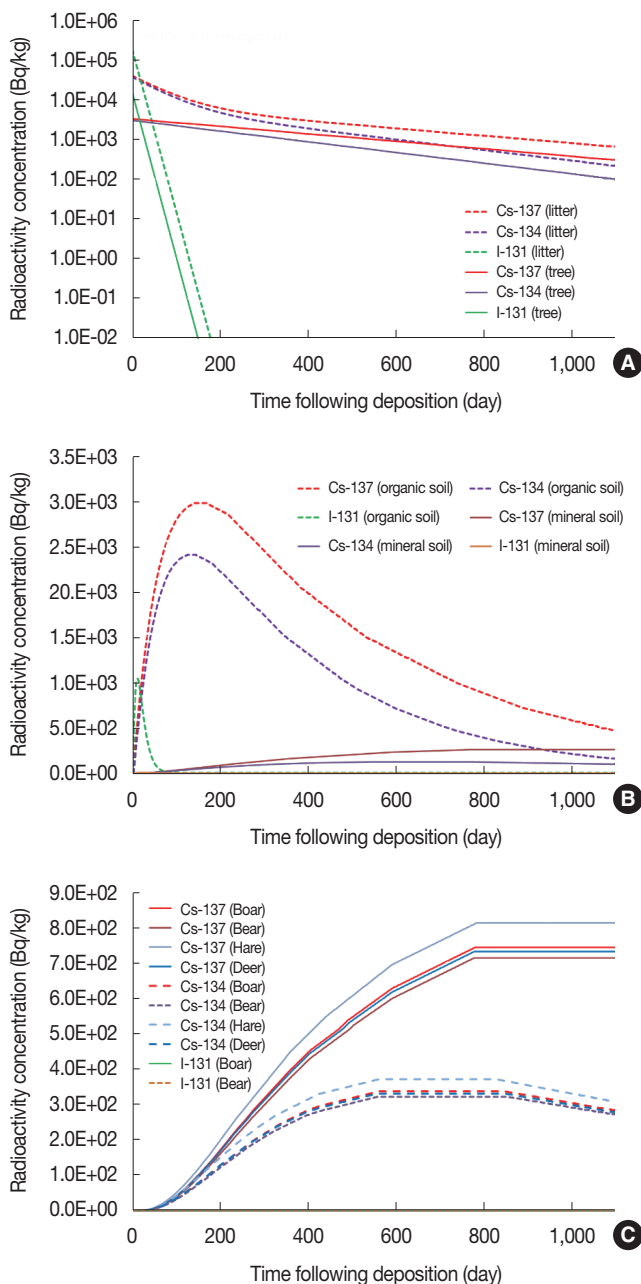 Radioactivity concentration (Bq/kg)
1.0E+06
1.0E+05
1.0E+04
1.0E+03
1.0E+02
1.0E+01
1.0E+00
1.0E-01
1.0E-02
Cs-137 (litter)
Cs-134 (litter)
I-131 (litter)
Cs-137 (tree)
Cs-134 (tree)
I-131 (tree)
0 200 400 600 800 1,000
Time following deposition (day)
A
Radioactivity concentration (Bq/kg)
3.5E+03
3.0E+03
2.5E+03
20.E+03
1.5E+03
1.0E+03
5.0E+02
0.0E+00
Cs-137 (organic soil) Cs-134 (organic soil)
I-131 (organic soil) Cs-137 (mineral soil)
Cs-134 (mineral soil) I-131 (mineral soil)
0 200 400 600 800 1,000
Time following deposition (day)
B
Radioactivity concentration (Bq/kg)
9.0E+02
8.0E+02
7.0E+02
6.0E+02
5.0E+02
4.0E+02
3.0E+02
2.0E+02
1.0E+02
0.0E+00
Cs-137 (Boar)
Cs-137 (Bear)
Cs-137 (Hare)
Cs-137 (Deer)
Cs-134 (Boar)
Cs-134 (Bear)
Cs-134 (Hare)
Cs-134 (Deer)
I-131 (Boar)
I-131 (Bear)
0 200 400 600 800 1,000
Time following deposition (day)
C